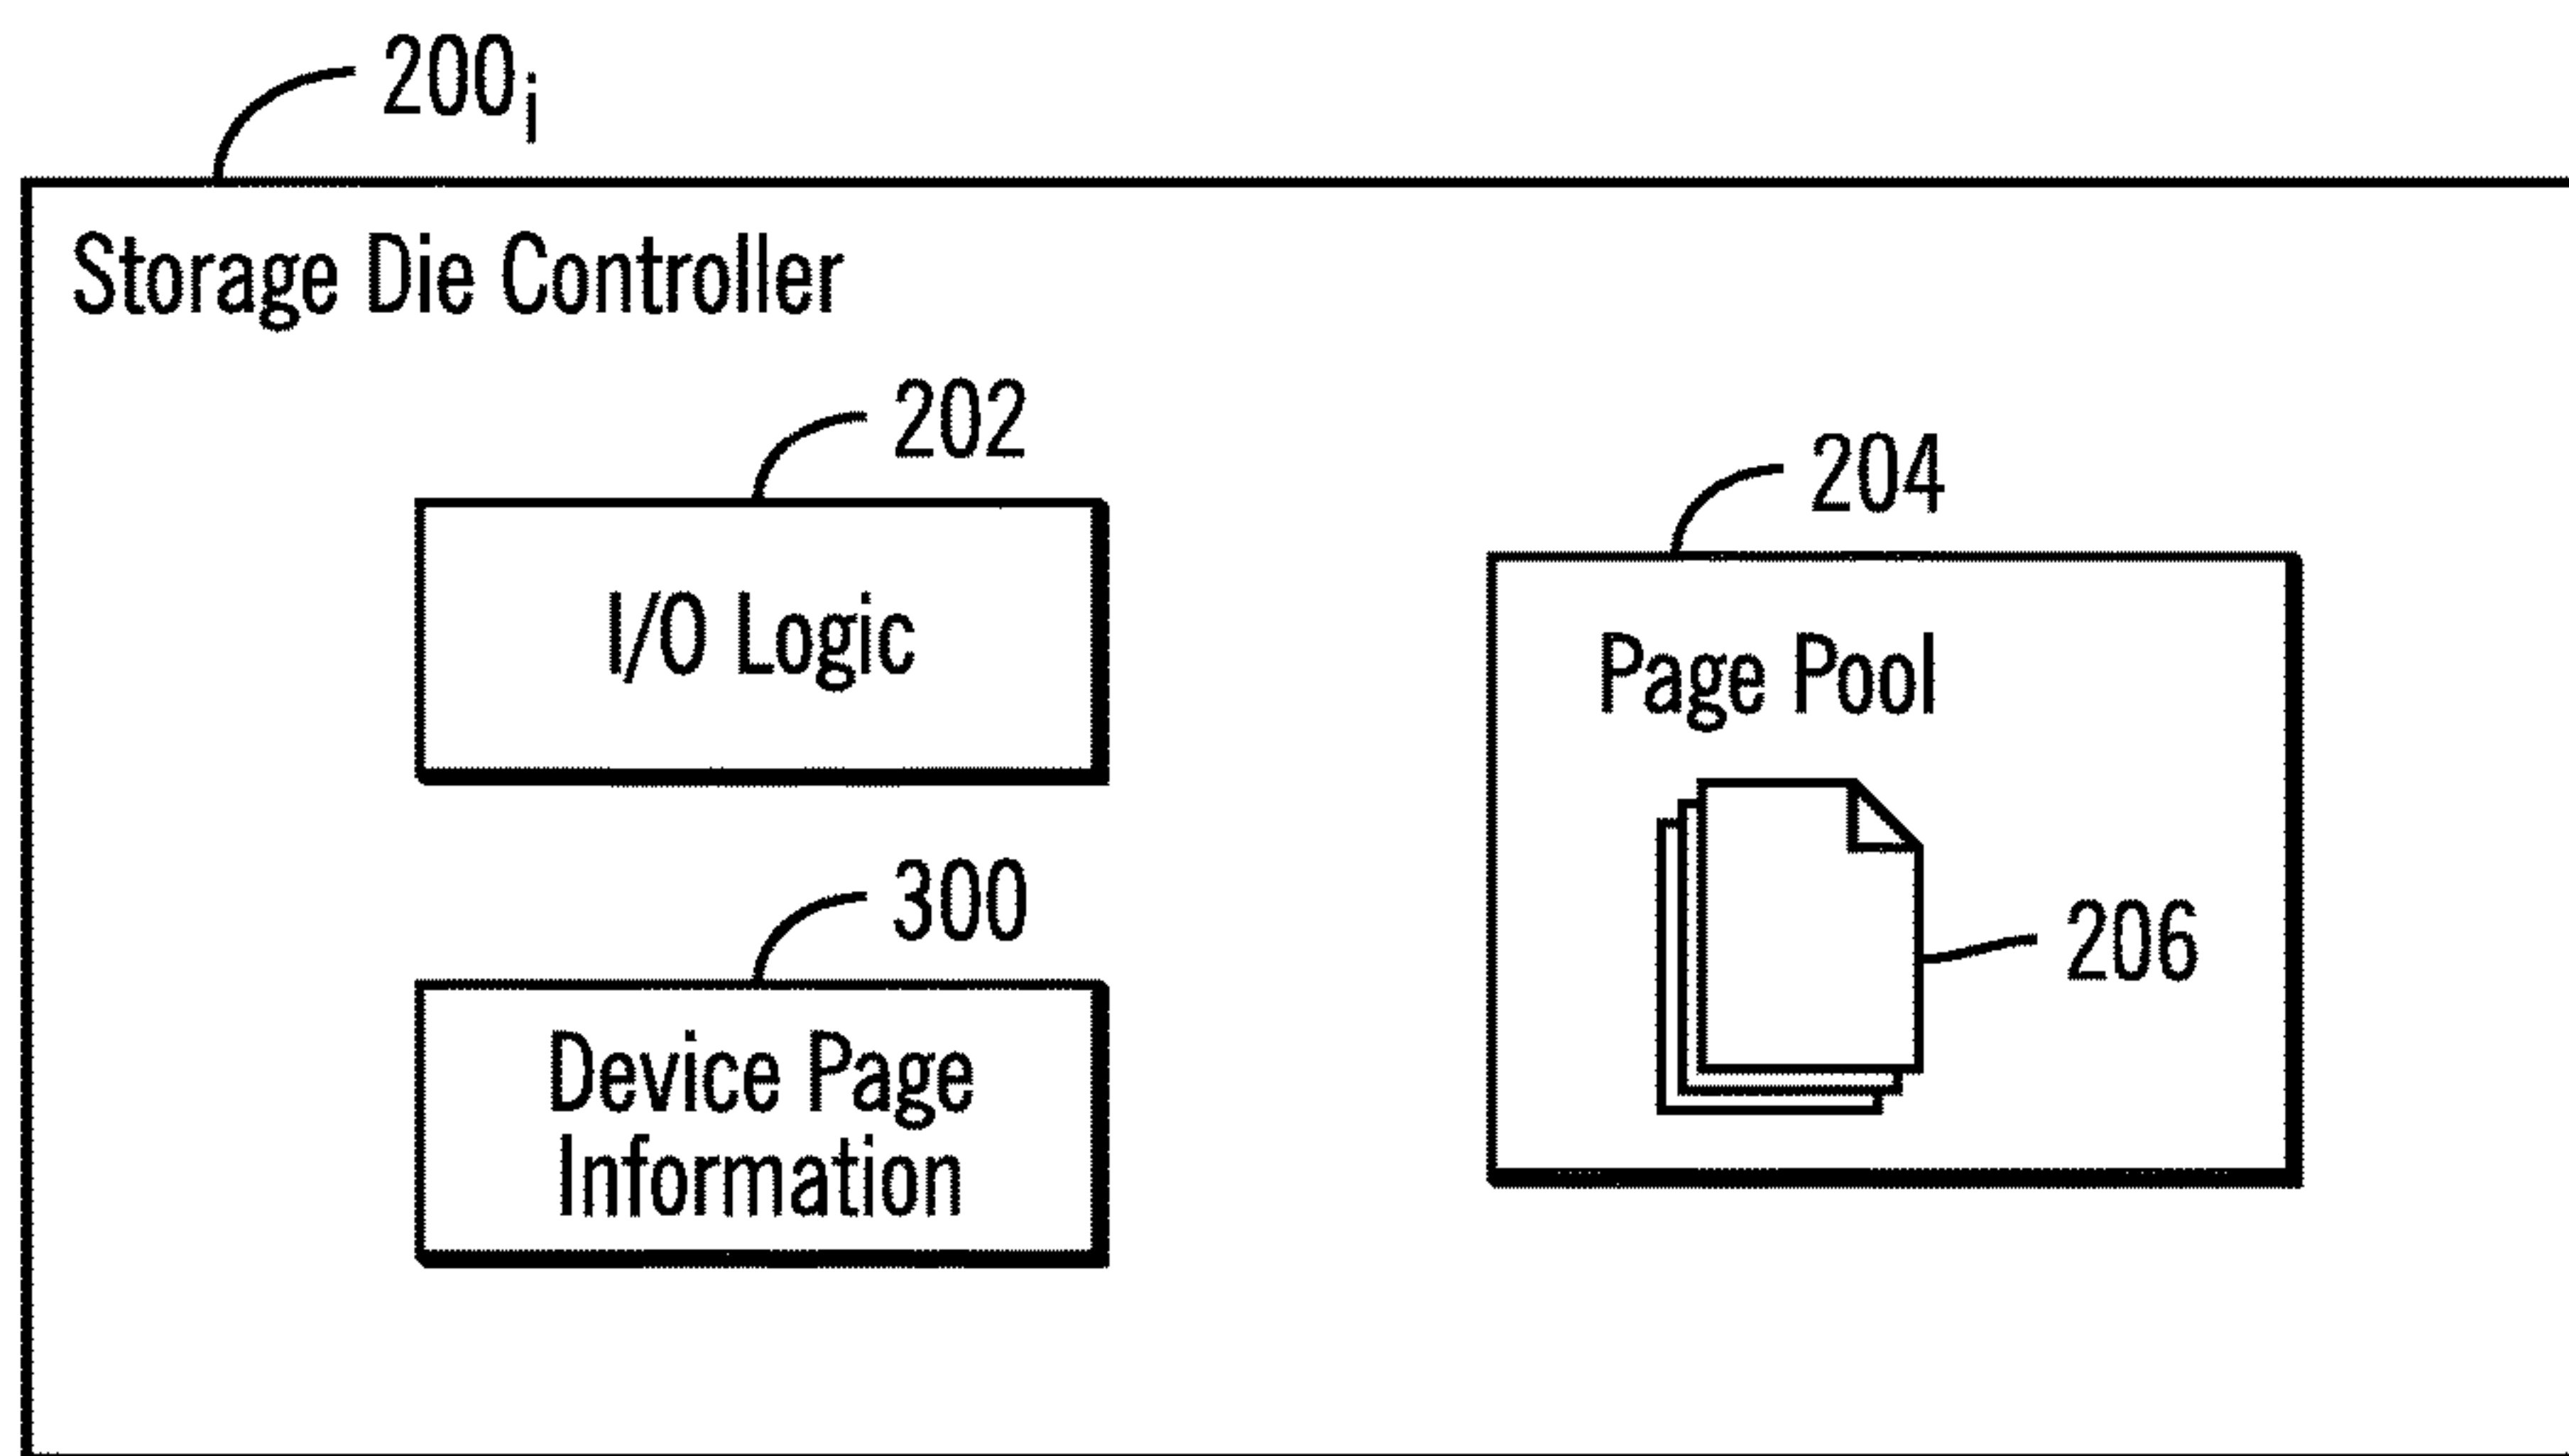 200i
Storage Die Controller
202
I/O Logic
204
Page Pool
300
Device Page
Information
206